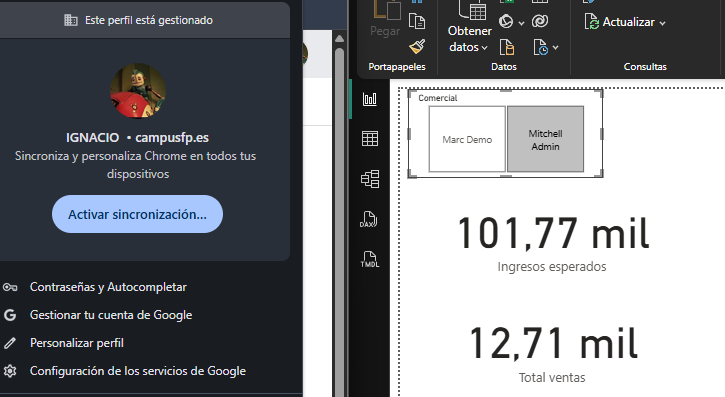 Este perfil está gestionado
IGNACIO • campusfp.es
Sincroniza y personaliza Chrome en todos tus
dispositivos
Activar sincronización...
Contraseñas y Autocompletar
Gestionar tu cuenta de Google
Personalizar perfil
Configuración de los servicios de Google
Pegar
Portapapeles
Obtener
datos
Datos
Actualizar
Consultas
DAX
TMDL
Comercial
Marc Demo
Mitchell
Admin
101,77 mil
Ingresos esperados
12,71 mil
Total ventas